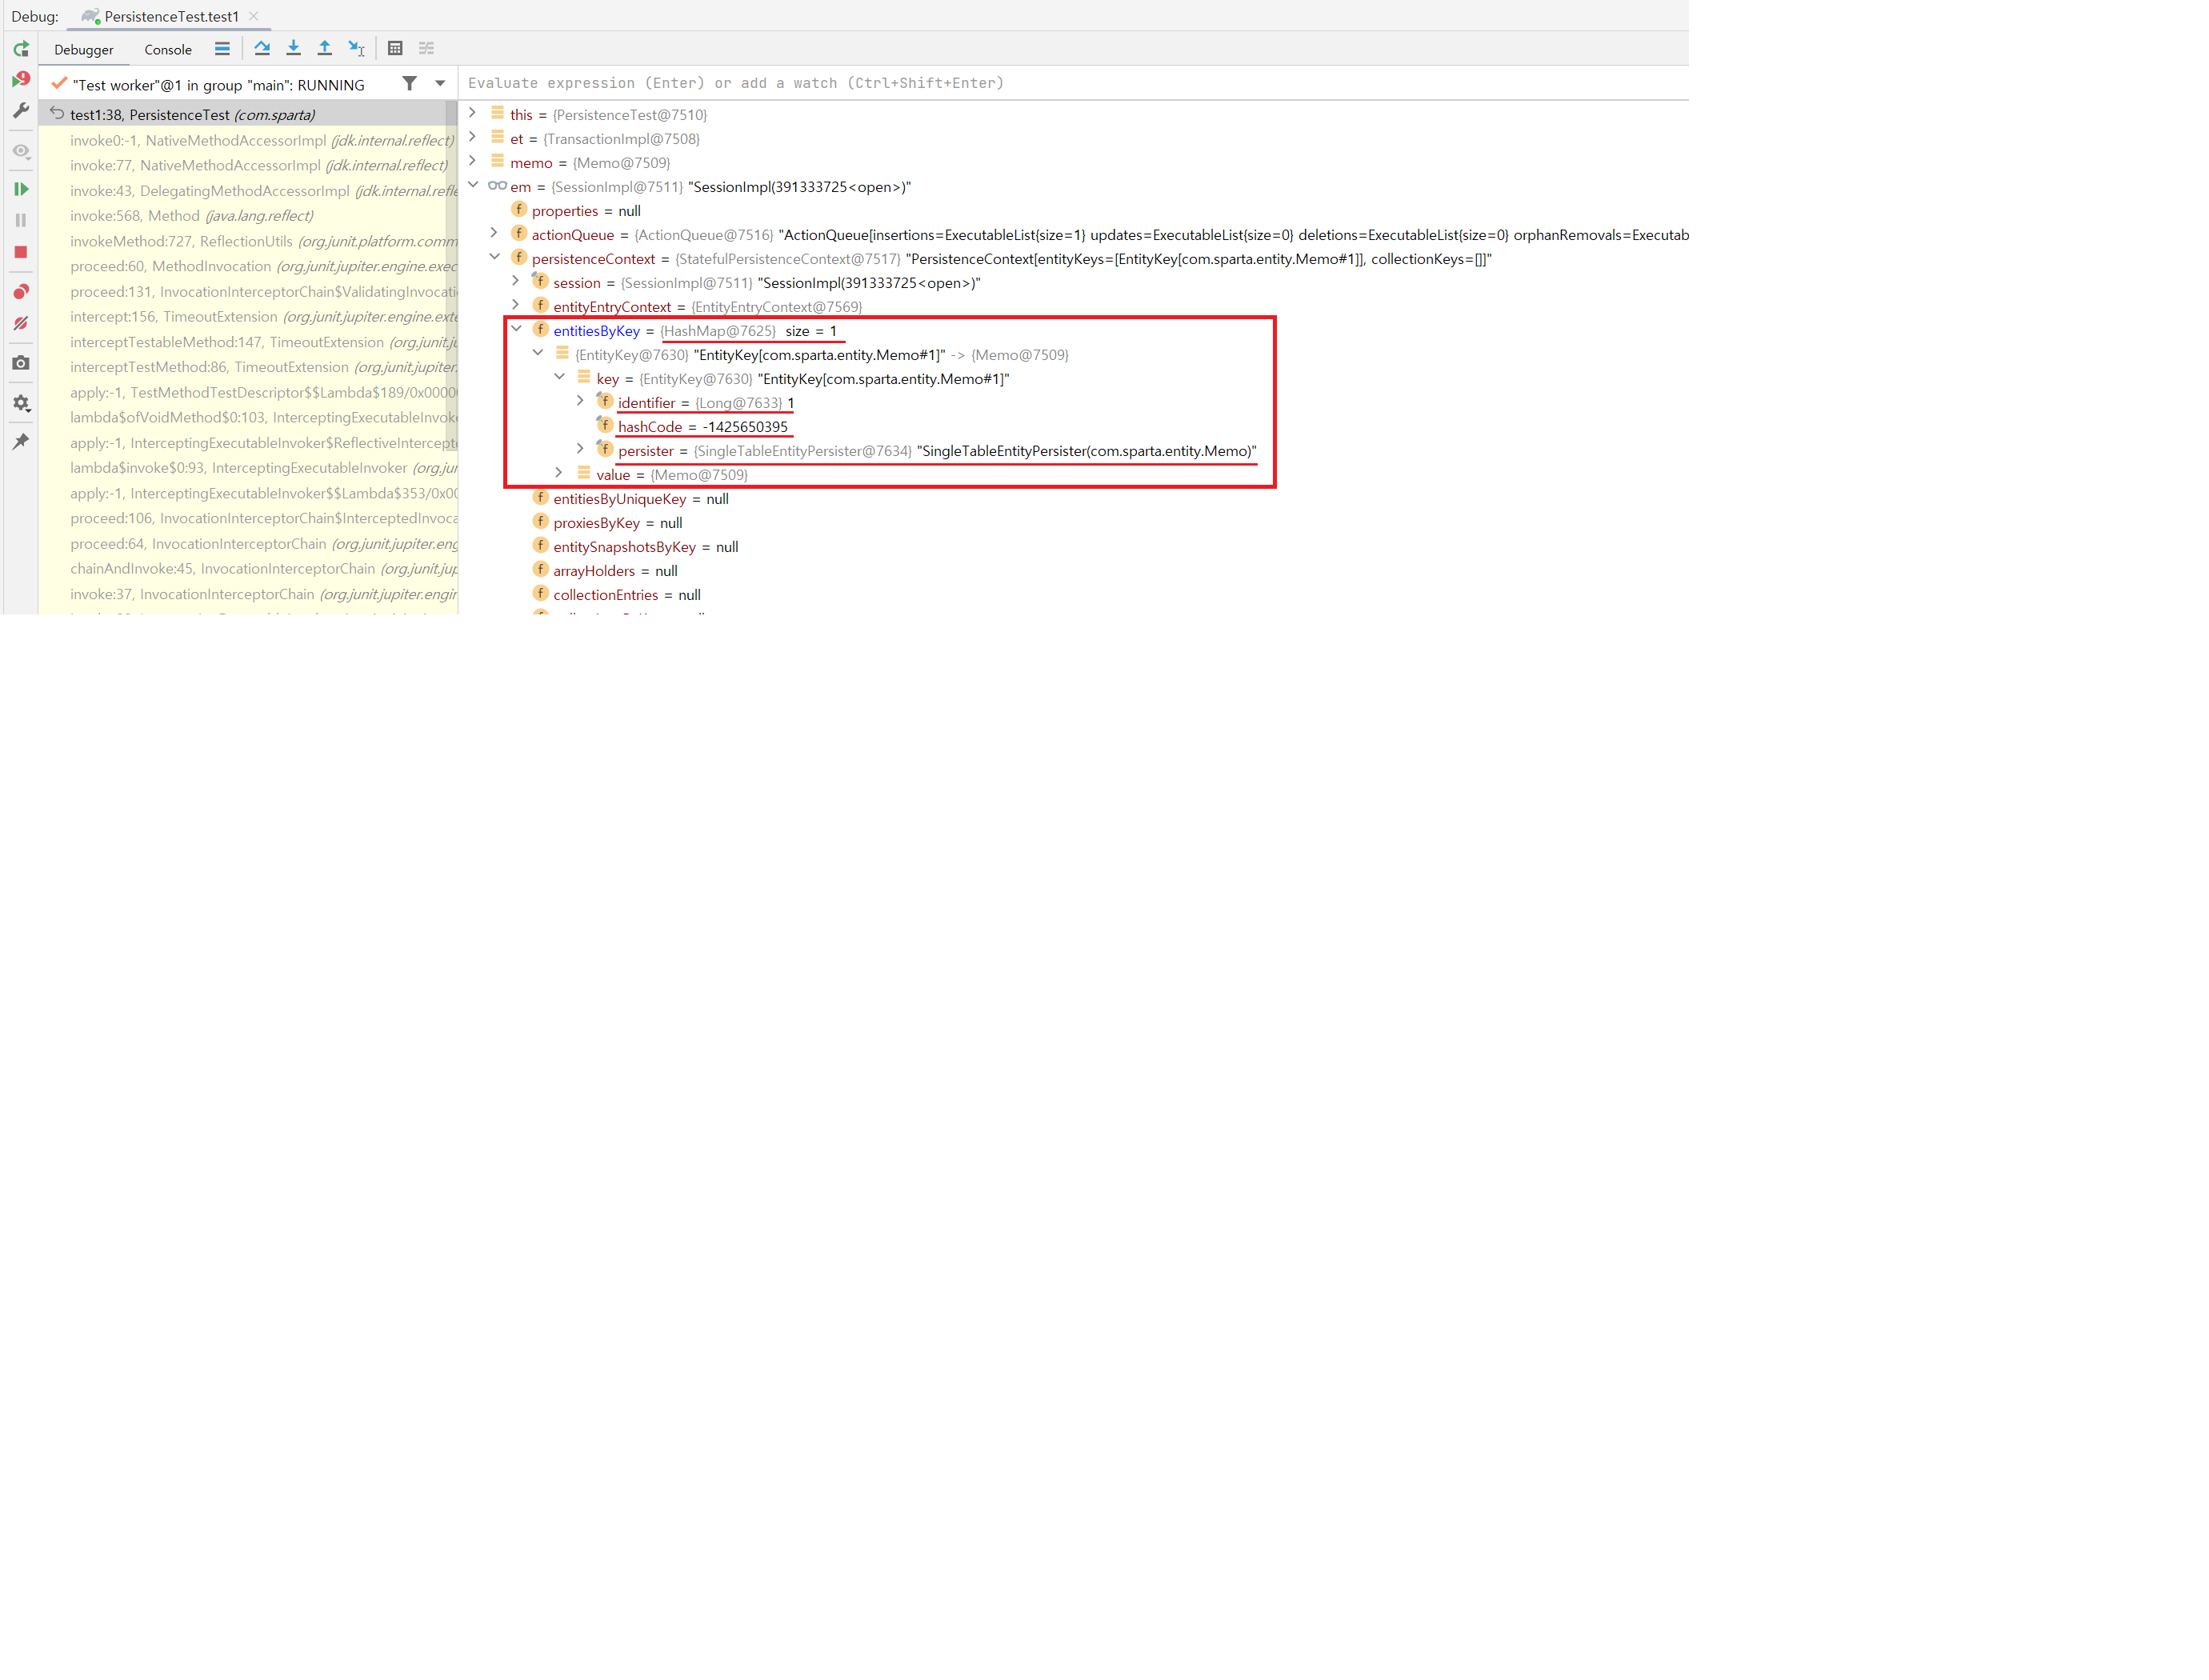 Debug: PersistenceTest.test1
Debugger Console
"Test worker"@1 in group "main": RUNNING
Evaluate expression (Enter) or add a watch (Ctrl+Shift+Enter)
test1:38, PersistenceTest (com.sparta)
invoke0:-1, NativeMethodAccessorImpl (jdk.internal.reflect)
invoke:77, NativeMethodAccessorImpl (jdk.internal.reflect)
invoke:43, DelegatingMethodAccessorImpl (jdk.internal.refle
invoke:568, Method (java.lang.reflect)
invokeMethod:727, ReflectionUtils (org.junit.platform.comm
proceed:60, MethodInvocation (org.junit.jupiter.engine.exec
proceed:131, InvocationInterceptorChain$ValidatingInvocati
intercept:156, TimeoutExtension (org.junit.jupiter.engine.exte
interceptTestableMethod:147, TimeoutExtension (org.junit.ju
interceptTestMethod:86, TimeoutExtension (org.junit.jupiter.
apply:-1, TestMethodTestDescriptor$$Lambda$189/0x00000
lambda$ofVoidMethod$0:103, InterceptingExecutableInvoke
apply:-1, InterceptingExecutableInvoker$ReflectiveIntercepto
lambda$invoke$0:93, InterceptingExecutableInvoker (org.jun
apply:-1, InterceptingExecutableInvoker$$Lambda$353/0x00
proceed:106, InvocationInterceptorChain$InterceptedInvoca
proceed:64, InvocationInterceptorChain (org.junit.jupiter.eng
chainAndInvoke:45, InvocationInterceptorChain (org.junit.jup
invoke:37, InvocationInterceptorChain (org.junit.jupiter.engin
this = {PersistenceTest@7510}
et = {TransactionImpl@7508}
memo = {Memo@7509}
em = {SessionImpl@7511} "SessionImpl(391333725<open>)"
properties = null
actionQueue = {ActionQueue@7516} "ActionQueue[insertions=ExecutableList{size=1} updates=ExecutableList{size=0} deletions=ExecutableList{size=0} orphanRemovals=Executab
persistenceContext = {StatefulPersistenceContext@7517} "PersistenceContext[entityKeys=[EntityKey[com.sparta.entity.Memo#1]], collectionKeys=[]]"
session = {SessionImpl@7511} "SessionImpl(391333725<open>)"
entityEntryContext = {EntityEntryContext@7569}
entitiesByKey = {HashMap@7625} size = 1
{EntityKey@7630} "EntityKey[com.sparta.entity.Memo#1]" -> {Memo@7509}
key = {EntityKey@7630} "EntityKey[com.sparta.entity.Memo#1]"
identifier = {Long@7633} 1
hashCode = -1425650395
persister = {SingleTableEntityPersister@7634} "SingleTableEntityPersister(com.sparta.entity.Memo)"
value = {Memo@7509}
entitiesByUniqueKey = null
proxiesByKey = null
entitySnapshotsByKey = null
arrayHolders = null
collectionEntries = null